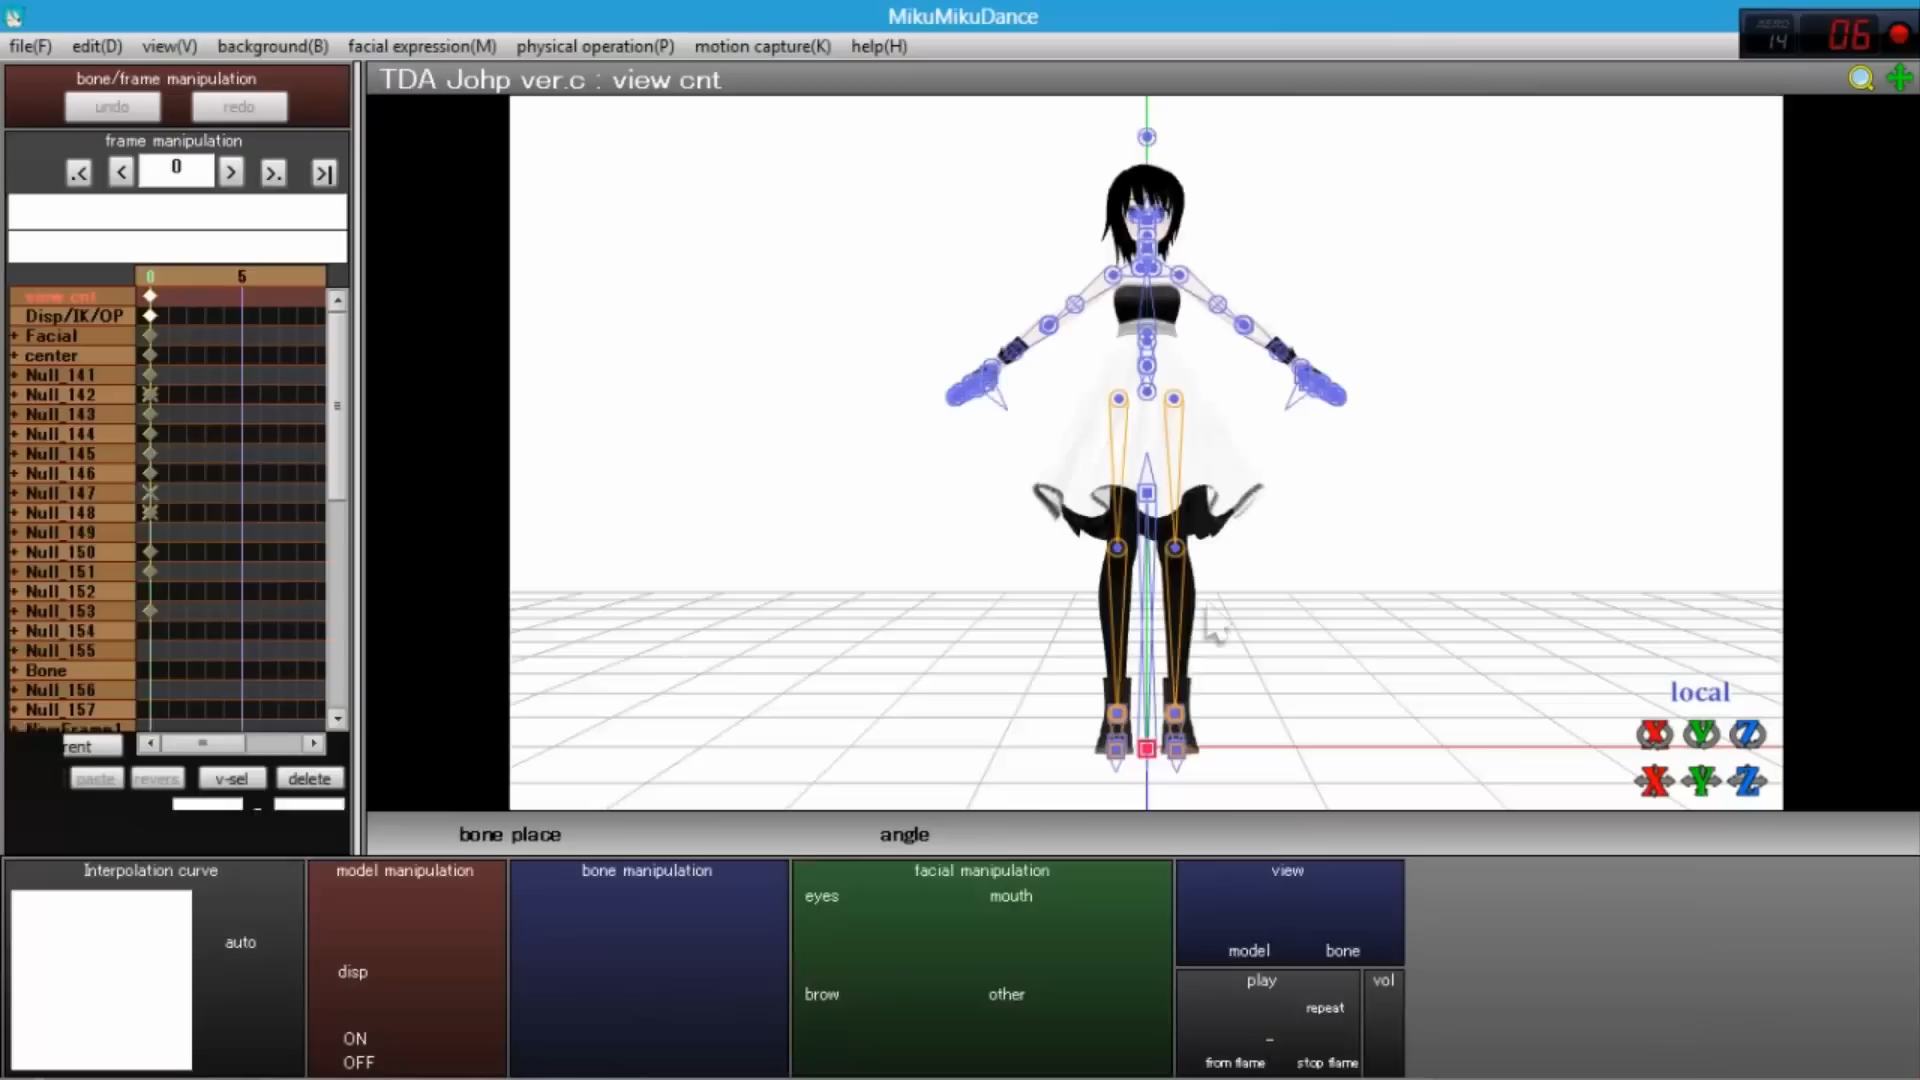 MikuMikuDance
14
06
file(F) edit(D) view(V) background(B) facial expression(M) physical operation(P) motion capture(K) help(H)
bone/frame manipulation
undo redo
frame manipulation
.< < 0 > >. >|
TDA Johp ver.c : view cnt
0 5
view cnt
Disp/IK/OP
+ Facial
+ center
+ Null_141
+ Null_142
+ Null_143
+ Null_144
+ Null_145
+ Null_146
+ Null_147
+ Null_148
+ Null_149
+ Null_150
+ Null_151
+ Null_152
+ Null_153
+ Null_154
+ Null_155
+ Bone
+ Null_156
+ Null_157
rent
paste revers v-sel delete
-
local
X Y Z
X Y Z
bone place angle
Interpolation curve
auto
model manipulation
disp
ON
OFF
bone manipulation
facial manipulation
eyes mouth
brow other
view
model bone
play vol
repeat
-
from flame stop flame